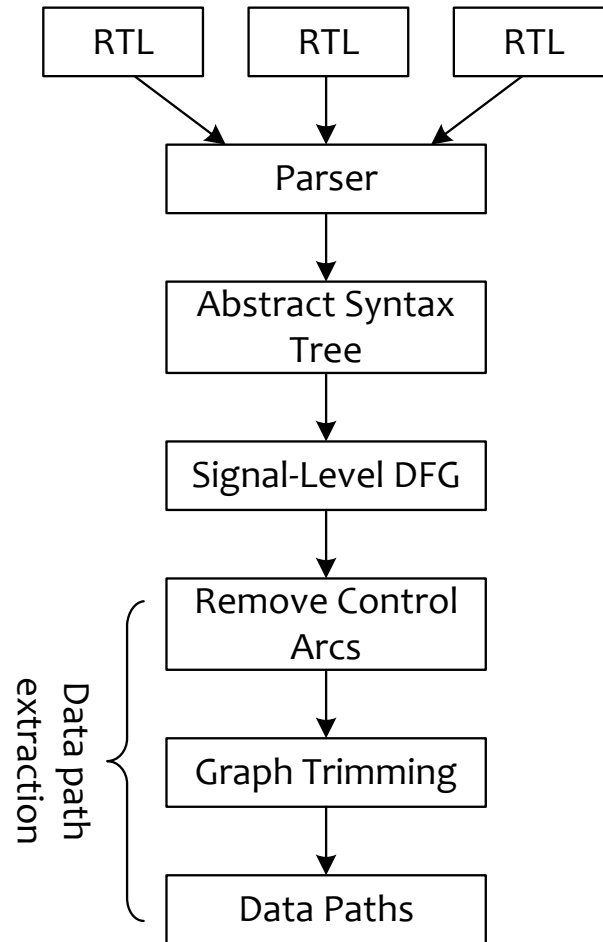 RTL
RTL
RTL
Parser
Abstract Syntax
Tree
Signal-Level DFG
Remove Control
Arcs
Graph Trimming
Data Paths
Data path
extraction